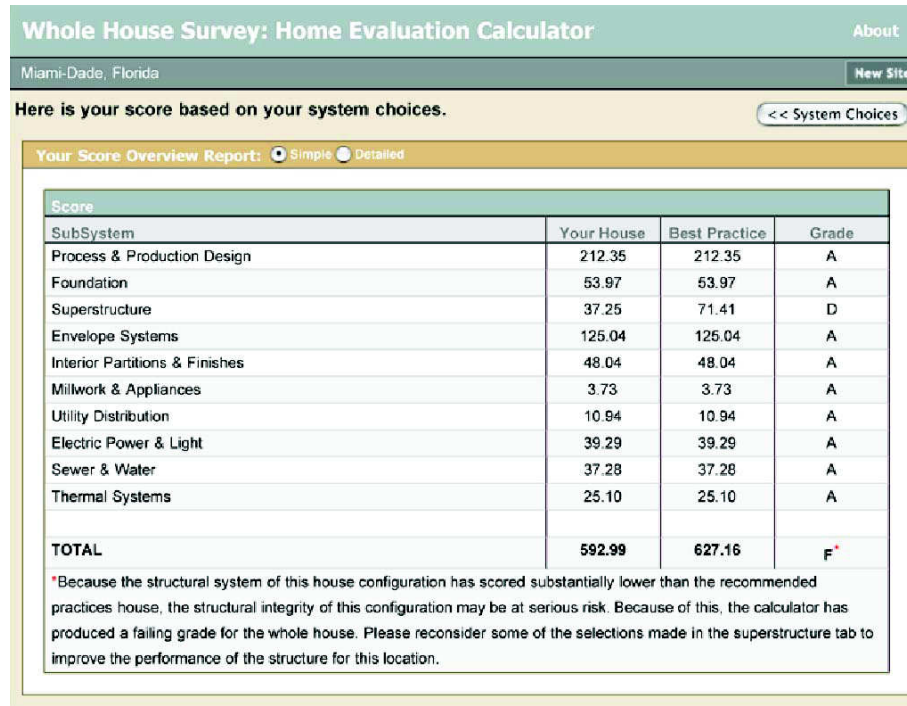 Whole House Survey: Home Evaluation Calculator About
Miami-Dade, Florida New Site
Here is your score based on your system choices. << System Choices
Your Score Overview Report: Simple Detailed
Score
SubSystem Your House Best Practice Grade
Process & Production Design 212.35 212.35 A
Foundation 53.97 53.97 A
Superstructure 37.25 71.41 D
Envelope Systems 125.04 125.04 A
Interior Partitions & Finishes 48.04 48.04 A
Millwork & Appliances 3.73 3.73 A
Utility Distribution 10.94 10.94 A
Electric Power & Light 39.29 39.29 A
Sewer & Water 37.28 37.28 A
Thermal Systems 25.10 25.10 A
TOTAL 592.99 627.16 F*
*Because the structural system of this house configuration has scored substantially lower than the recommended
practices house, the structural integrity of this configuration may be at serious risk. Because of this, the calculator has
produced a failing grade for the whole house. Please reconsider some of the selections made in the superstructure tab to
improve the performance of the structure for this location.